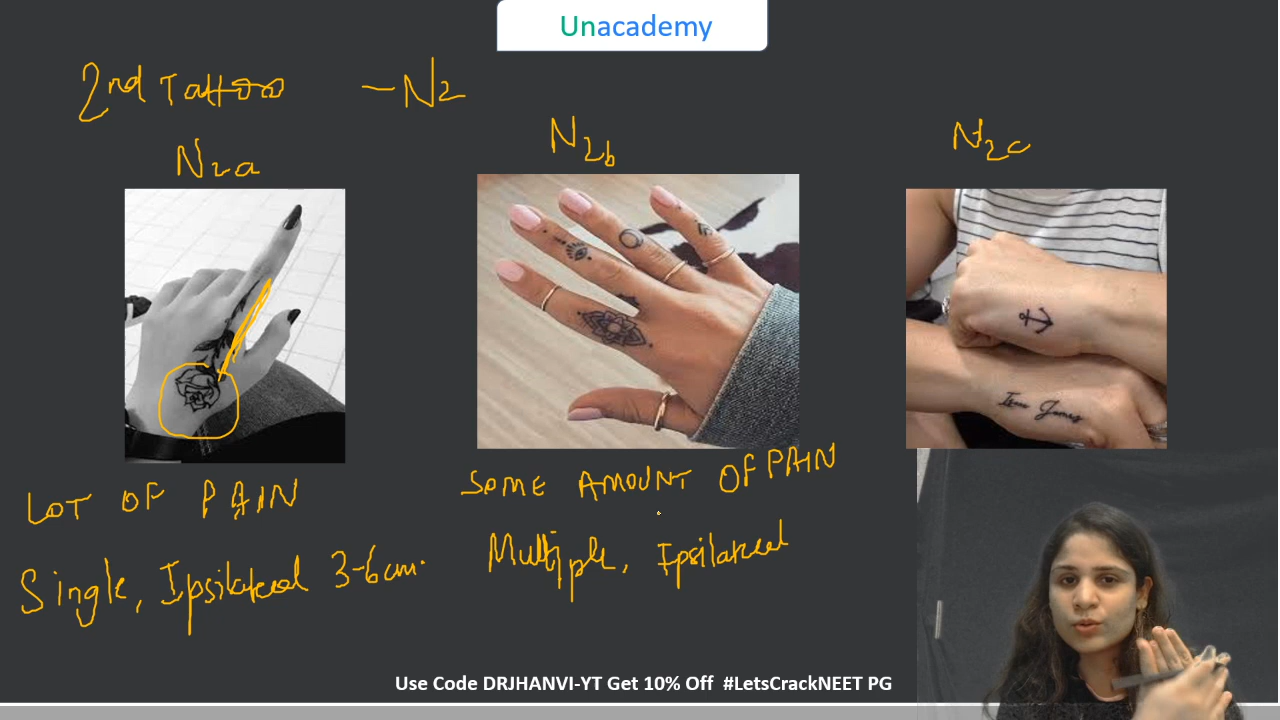 Unacademy
2nd Tattoo - N2
N2a
N2b
N2c
LOT OF PAIN
SOME AMOUNT OF PAIN
Single, Ipsilateral 3-6cm.
Multiple, Ipsilateral
Use Code DRJHANVI-YT Get 10% Off #LetsCrackNEET PG